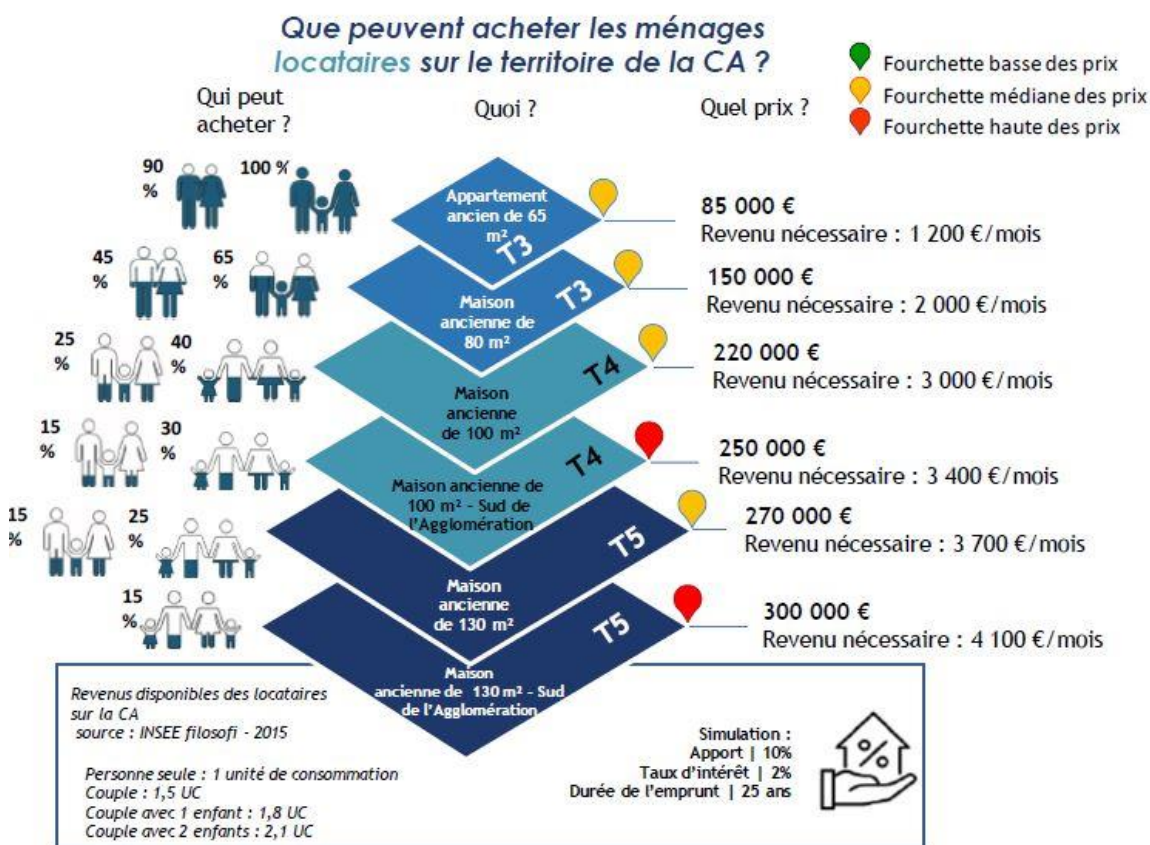 Que peuvent acheter les ménages
locataires sur le territoire de la CA ?
Fourchette basse des prix
Fourchette médiane des prix
Fourchette haute des prix
Qui peut
acheter ?
Quoi ?
Quel prix ?
90
%
100 %
Appartement
ancien de 65
m²
T3
85 000 €
Revenu nécessaire : 1 200 €/mois
45
%
65
%
Maison
ancienne de
80 m²
T3
150 000 €
Revenu nécessaire : 2 000 €/mois
25
%
40
%
Maison
ancienne
de 100 m²
T4
220 000 €
Revenu nécessaire : 3 000 €/mois
15
%
30
%
Maison ancienne de
100 m² - Sud de
l'Agglomération
T4
250 000 €
Revenu nécessaire : 3 400 €/mois
15
%
25
%
Maison
ancienne
de 130 m²
T5
270 000 €
Revenu nécessaire : 3 700 €/mois
15
%
Maison
ancienne de 130 m² - Sud
de l'Agglomération
T5
300 000 €
Revenu nécessaire : 4 100 €/mois
Revenus disponibles des locataires
sur la CA
source : INSEE filosofi - 2015
Personne seule : 1 unité de consommation
Couple : 1,5 UC
Couple avec 1 enfant : 1,8 UC
Couple avec 2 enfants : 2,1 UC
Simulation :
Apport | 10%
Taux d'intérêt | 2%
Durée de l'emprunt | 25 ans
%